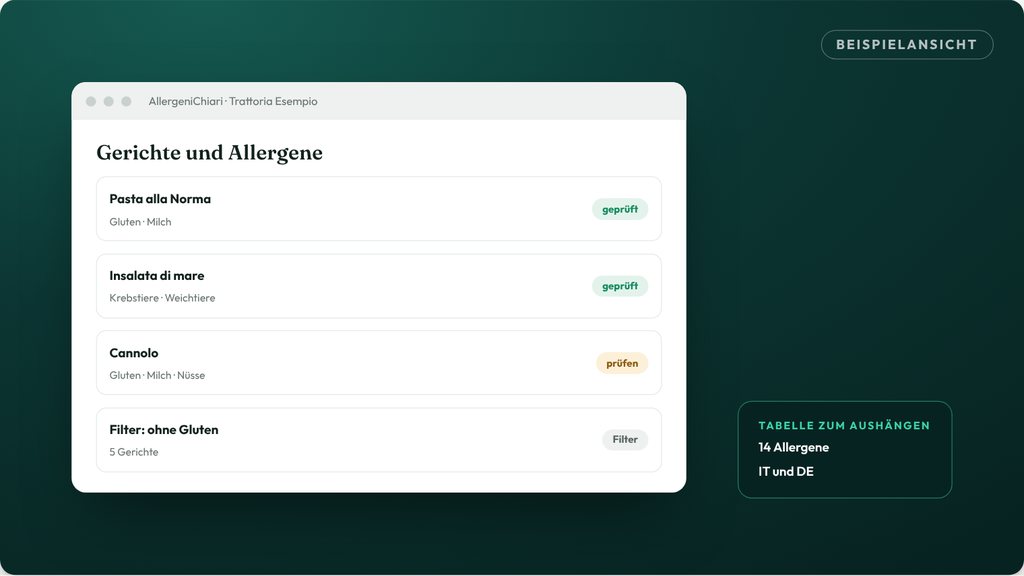 BEISPIELANSICHT
AllergeniChiari · Trattoria Esempio
Gerichte und Allergene
Pasta alla Norma
geprüft
Gluten · Milch
Insalata di mare
geprüft
Krebstiere · Weichtiere
Cannolo
prüfen
Gluten · Milch · Nüsse
Filter: ohne Gluten
Filter
5 Gerichte
TABELLE ZUM AUSHÄNGEN
14 Allergene
IT und DE